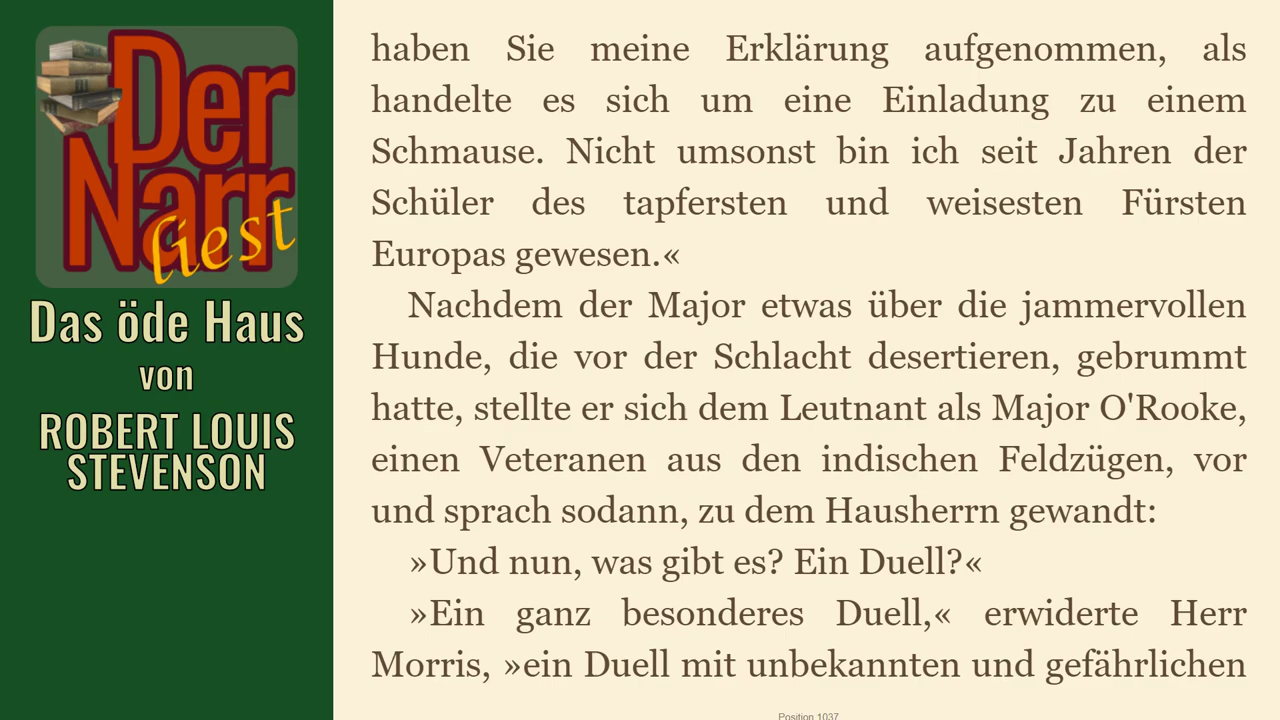 Der
Narr
liest
Das öde Haus
von
ROBERT LOUIS
STEVENSON
haben Sie meine Erklärung aufgenommen, als
handelte es sich um eine Einladung zu einem
Schmause. Nicht umsonst bin ich seit Jahren der
Schüler des tapfersten und weisesten Fürsten
Europas gewesen.«
Nachdem der Major etwas über die jammervollen
Hunde, die vor der Schlacht desertieren, gebrummt
hatte, stellte er sich dem Leutnant als Major O'Rooke,
einen Veteranen aus den indischen Feldzügen, vor
und sprach sodann, zu dem Hausherrn gewandt:
»Und nun, was gibt es? Ein Duell?«
»Ein ganz besonderes Duell,« erwiderte Herr
Morris, »ein Duell mit unbekannten und gefährlichen
Position 1037